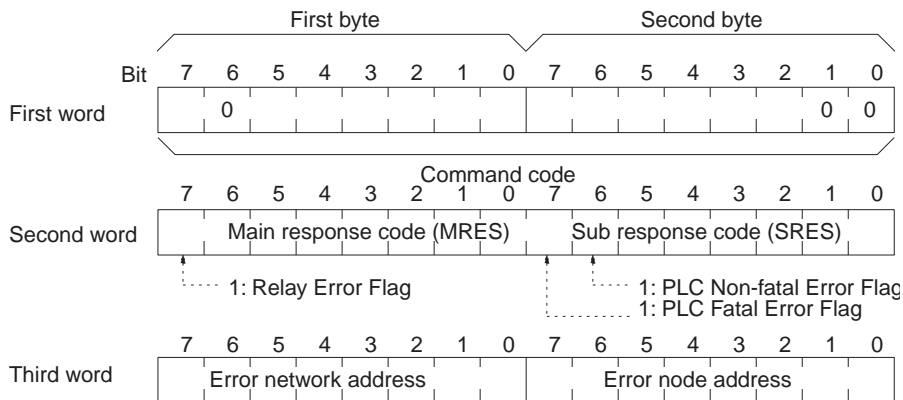 First byte Second byte
Bit 7 6 5 4 3 2 1 0 7 6 5 4 3 2 1 0
First word 0 0 0
Command code
7 6 5 4 3 2 1 0 7 6 5 4 3 2 1 0
Second word Main response code (MRES) Sub response code (SRES)
1: Relay Error Flag 1: PLC Non-fatal Error Flag
1: PLC Fatal Error Flag
7 6 5 4 3 2 1 0 7 6 5 4 3 2 1 0
Third word Error network address Error node address